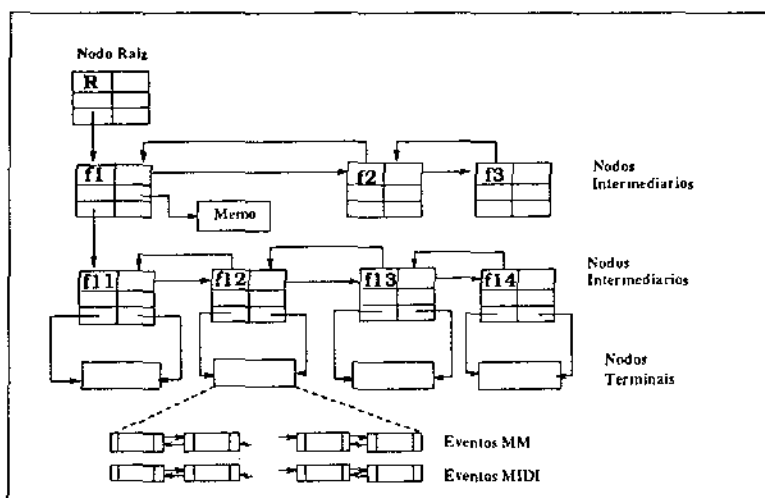 Nodo Raiz
R
f1
f2
f3
Nodos
Intermediarios
Memo
f11
f12
f13
f14
Nodos
Intermediarios
Nodos
Terminais
Eventos MM
Eventos MIDI